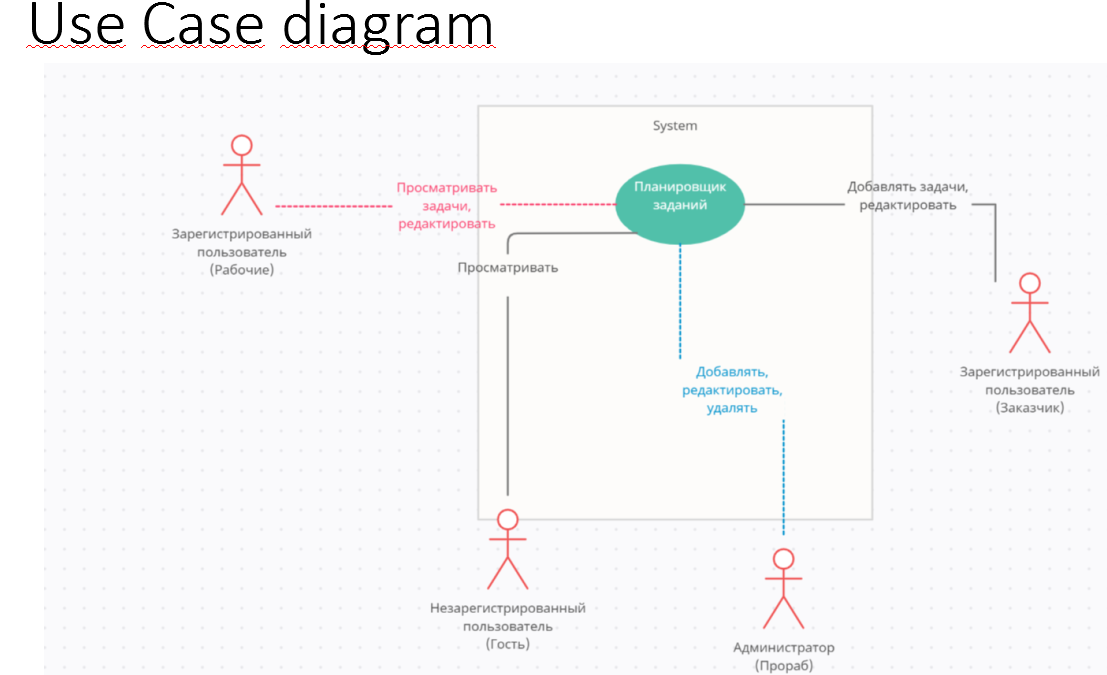 Use Case diagram
System
Планировщик
заданий
Просматривать
задачи,
редактировать
Добавлять задачи,
редактировать
Зарегистрированный
пользователь
(Рабочие)
Просматривать
Добавлять,
редактировать,
удалять
Зарегистрированный
пользователь
(Заказчик)
Незарегистрированный
пользователь
(Гость)
Администратор
(Прораб)